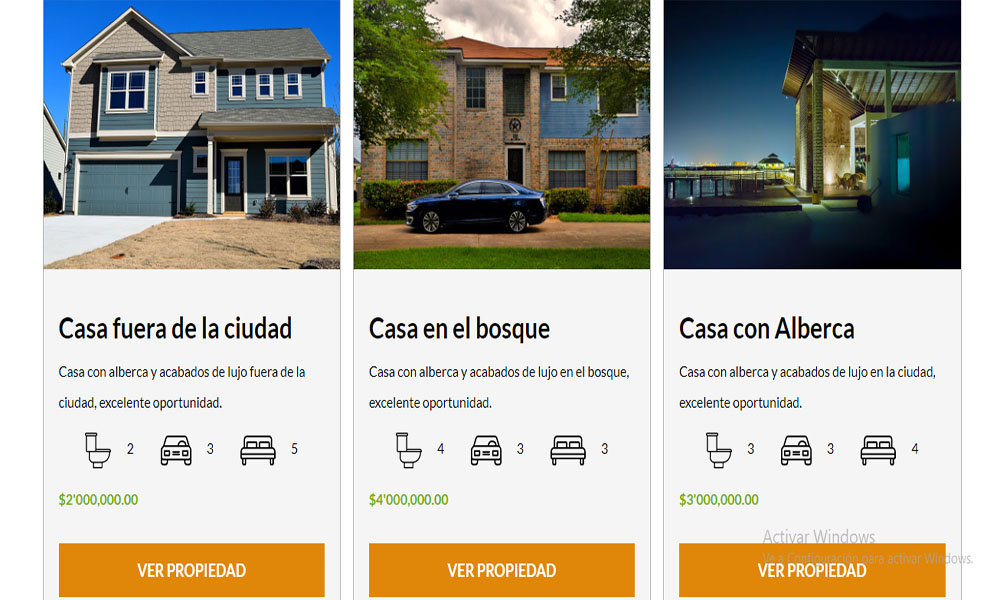 Casa fuera de la ciudad
Casa con alberca y acabados de lujo fuera de la
ciudad, excelente oportunidad.
2 3 5
$2'000,000.00
VER PROPIEDAD
Casa en el bosque
Casa con alberca y acabados de lujo en el bosque,
excelente oportunidad.
4 3 3
$4'000,000.00
VER PROPIEDAD
Casa con Alberca
Casa con alberca y acabados de lujo en la ciudad,
excelente oportunidad.
3 3 4
$3'000,000.00
VER PROPIEDAD
Activar Windows
Ve a Configuración para activar Windows.